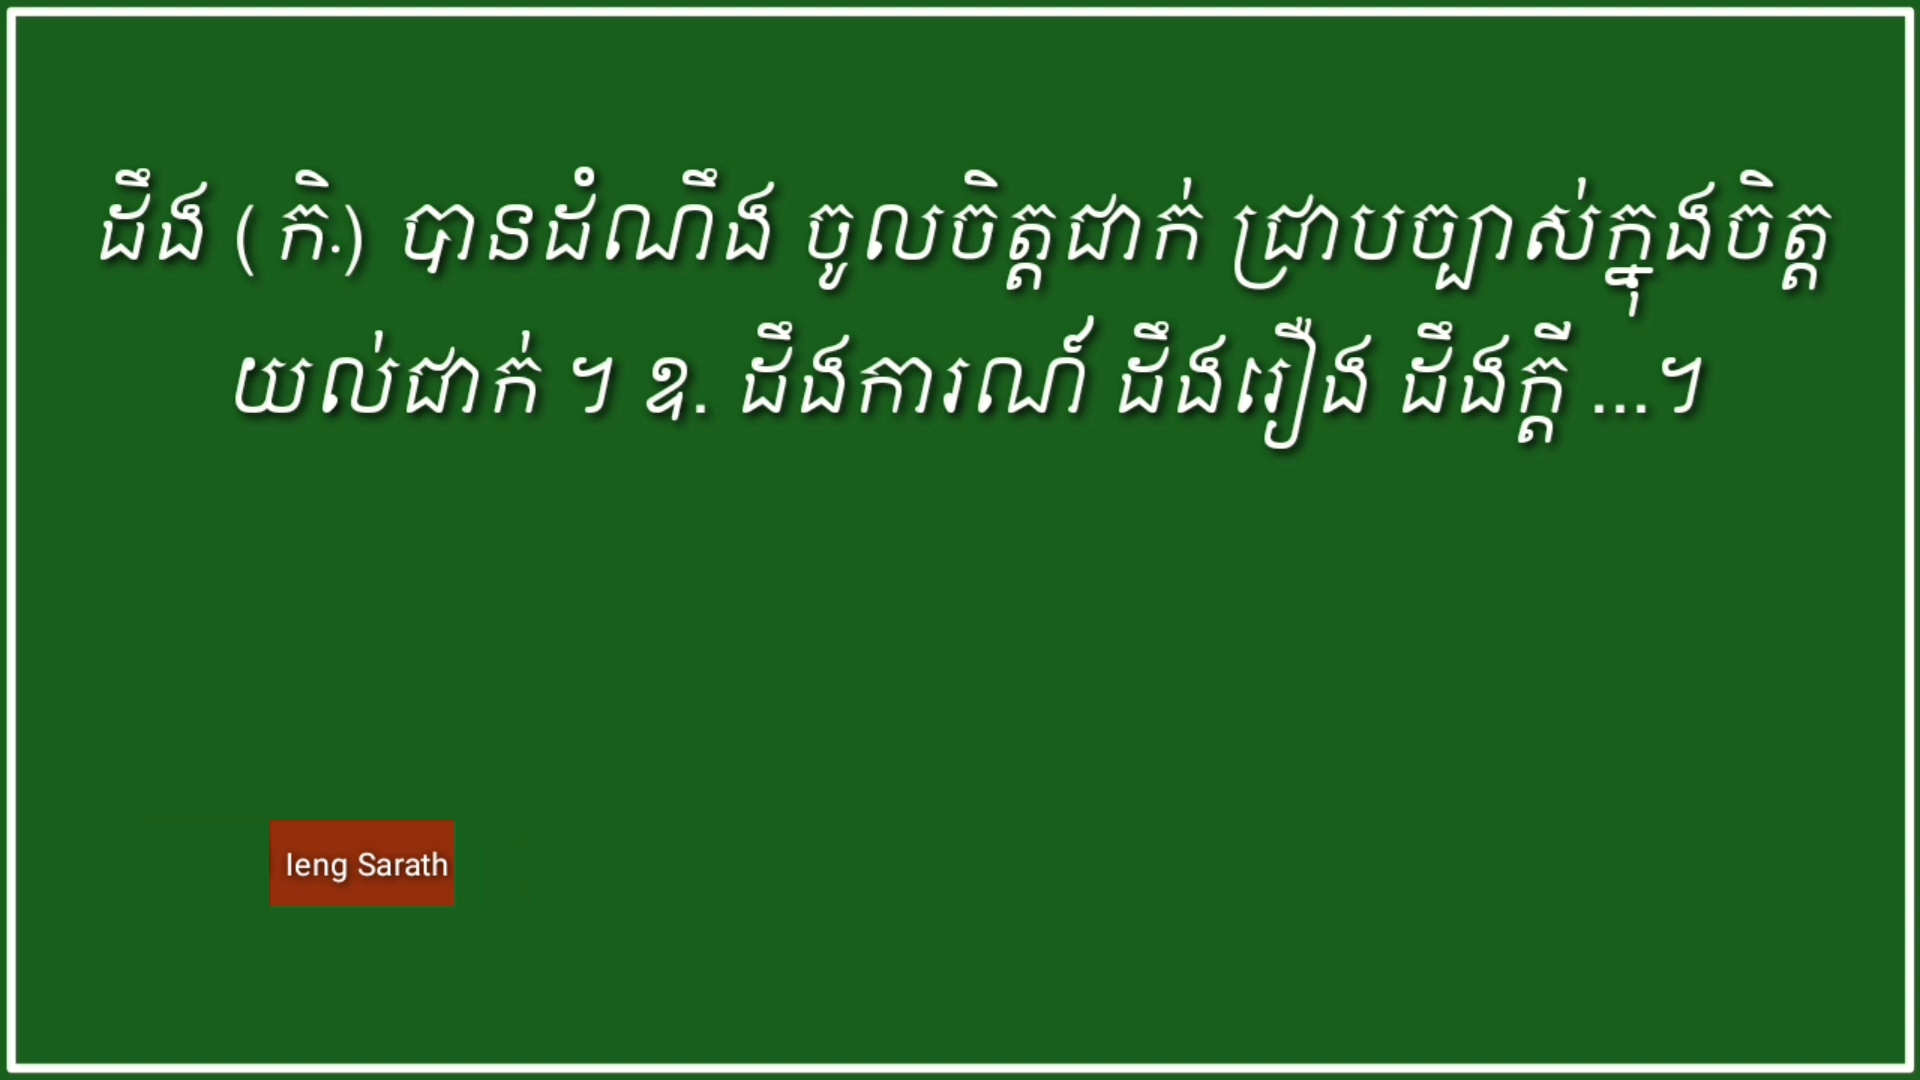 ដឹង ( កិ.) បានដំណឹង ចូលចិត្តជាក់ ជ្រាបច្បាស់ក្នុងចិត្ត
យល់ជាក់ ។ ឧ. ដឹងការណ៍ ដឹងរឿង ដឹងក្តី ...។
Ieng Sarath